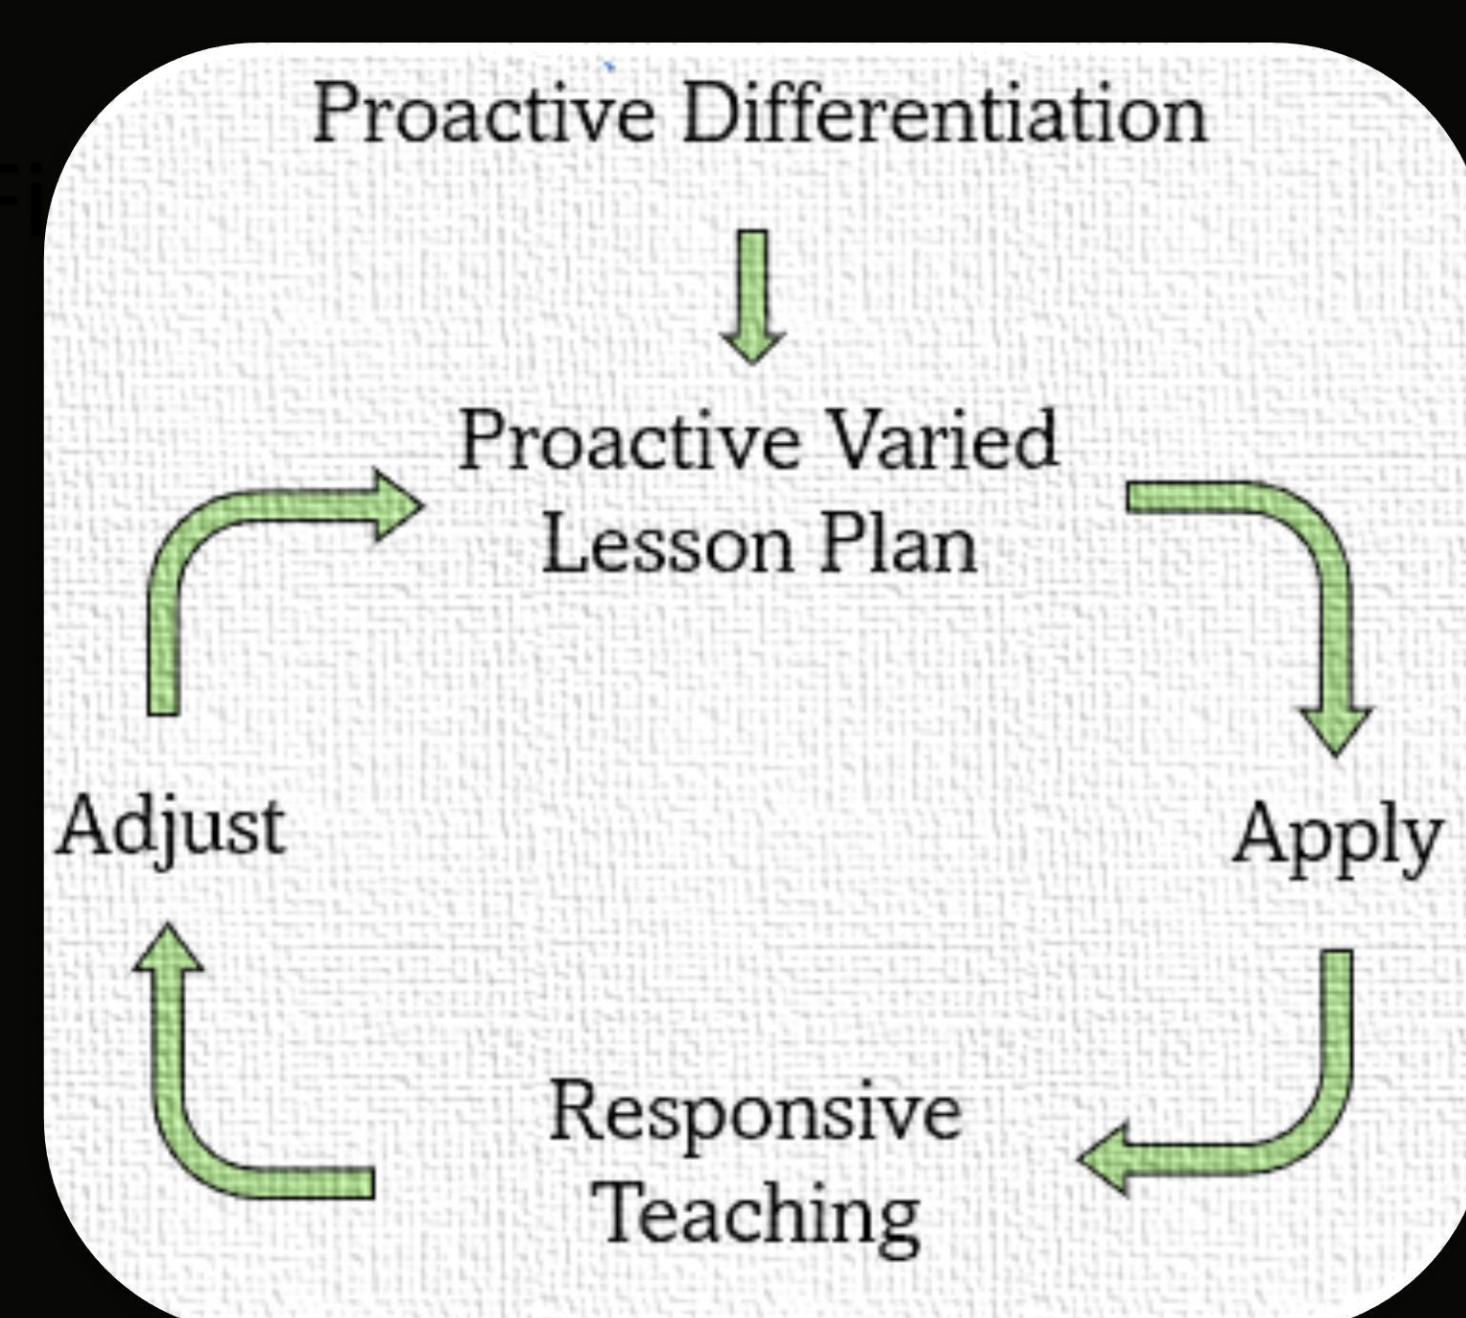 Proactive Differentiation
Proactive Varied
Lesson Plan
Adjust
Apply
Responsive
Teaching